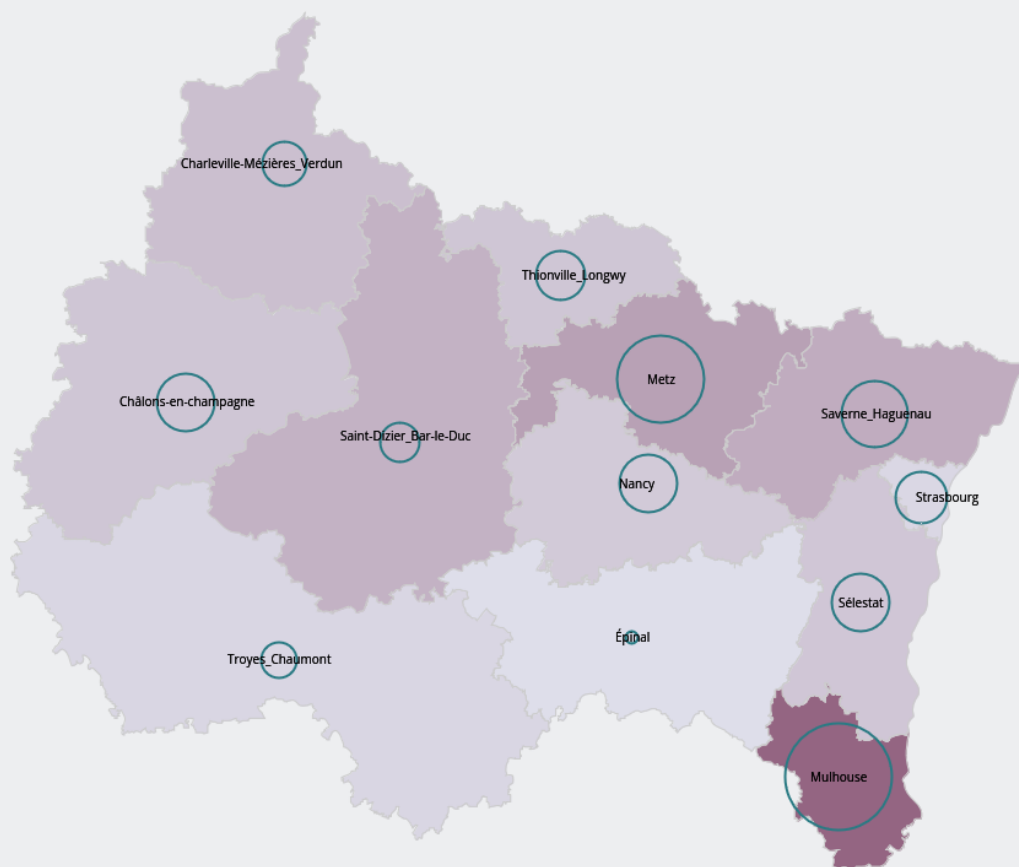 Charleville-Mézières_Verdun
Thionville_Longwy
Metz
Châlons-en-champagne
Saverne_Haguenau
Saint-Dizier_Bar-le-Duc
Nancy
Strasbourg
Sélestat
Épinal
Troyes_Chaumont
Mulhouse